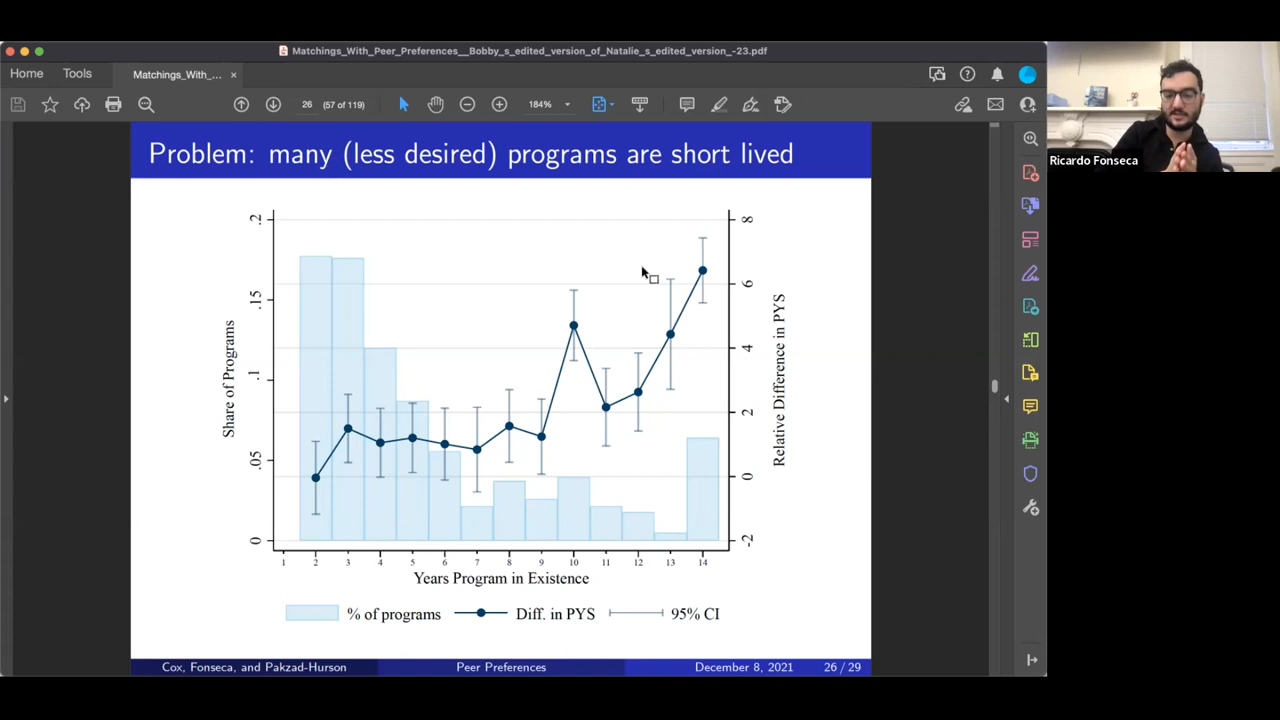 Matchings_With_Peer_Preferences__Bobby_s_edited_version_of_Natalie_s_edited_version_-23.pdf
Home Tools Matchings_With_... ×
26 (57 of 119) 184%
Ricardo Fonseca
Problem: many (less desired) programs are short lived
Share of Programs
0 .05 .1 .15 .2
Relative Difference in PYS
-2 0 2 4 6 8
1 2 3 4 5 6 7 8 9 10 11 12 13 14
Years Program in Existence
% of programs Diff. in PYS 95% CI
Cox, Fonseca, and Pakzad-Hurson Peer Preferences December 8, 2021 26 / 29